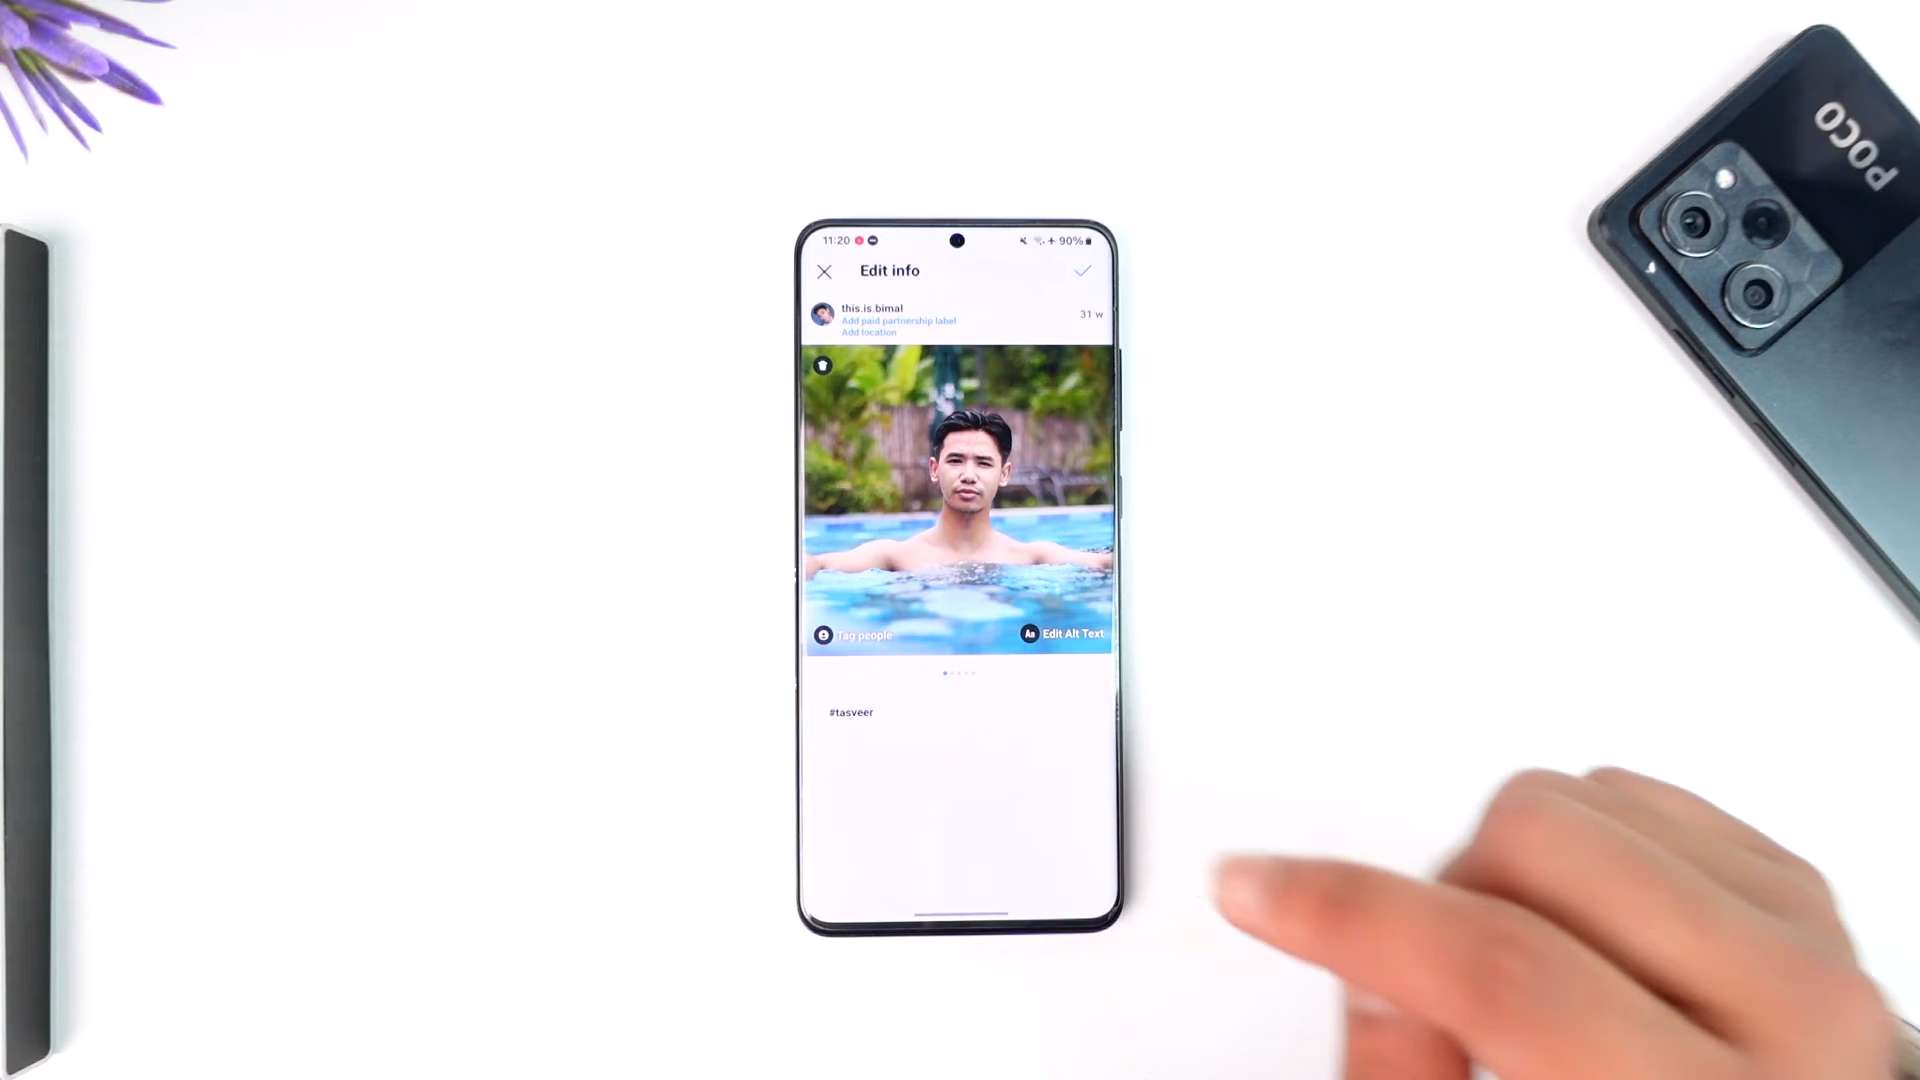 11:20
90%
Edit info
this.is.bimal
Add paid partnership label
31 w
Add location
Tag people
Aa Edit Alt Text
#tasveer
POCO